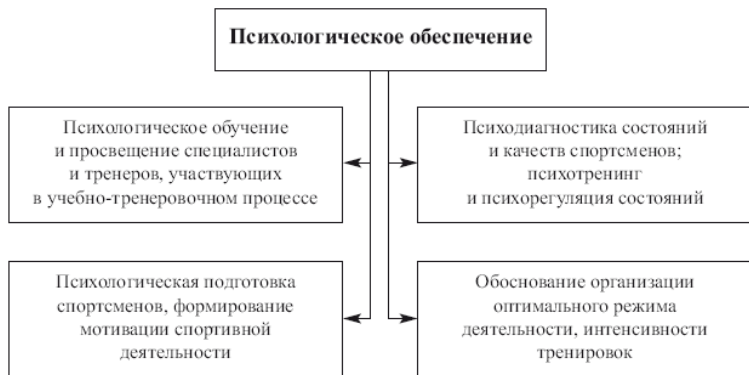 Психологическое обеспечение
Психологическое обучение
и просвещение специалистов
и тренеров, участвующих
в учебно-тренеровочном процессе
Психодиагностика состояний
и качеств спортсменов;
психотренинг
и психорегуляция состояний
Психологическая подготовка
спортсменов, формирование
мотивации спортивной
деятельности
Обоснование организации
оптимального режима
деятельности, интенсивности
тренировок